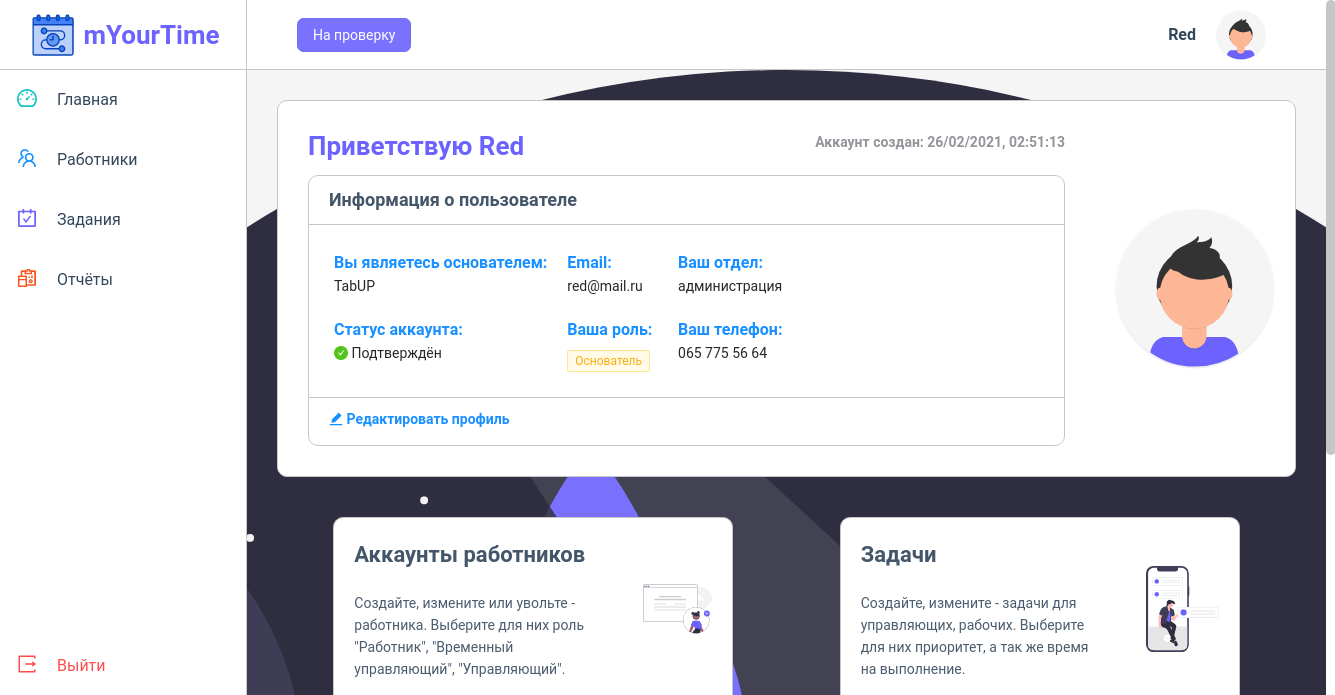 mYourTime
На проверку
Red
Главная
Работники
Задания
Отчёты
Выйти
Приветствую Red
Аккаунт создан: 26/02/2021, 02:51:13
Информация о пользователе
Вы являетесь основателем:
TabUP
Email:
red@mail.ru
Ваш отдел:
администрация
Статус аккаунта:
Подтверждён
Ваша роль:
Основатель
Ваш телефон:
065 775 56 64
Редактировать профиль
Аккаунты работников
Создайте, измените или увольте -
работника. Выберите для них роль
"Работник", "Временный
управляющий", "Управляющий".
Задачи
Создайте, измените - задачи для
управляющих, рабочих. Выберите
для них приоритет, а так же время
на выполнение.